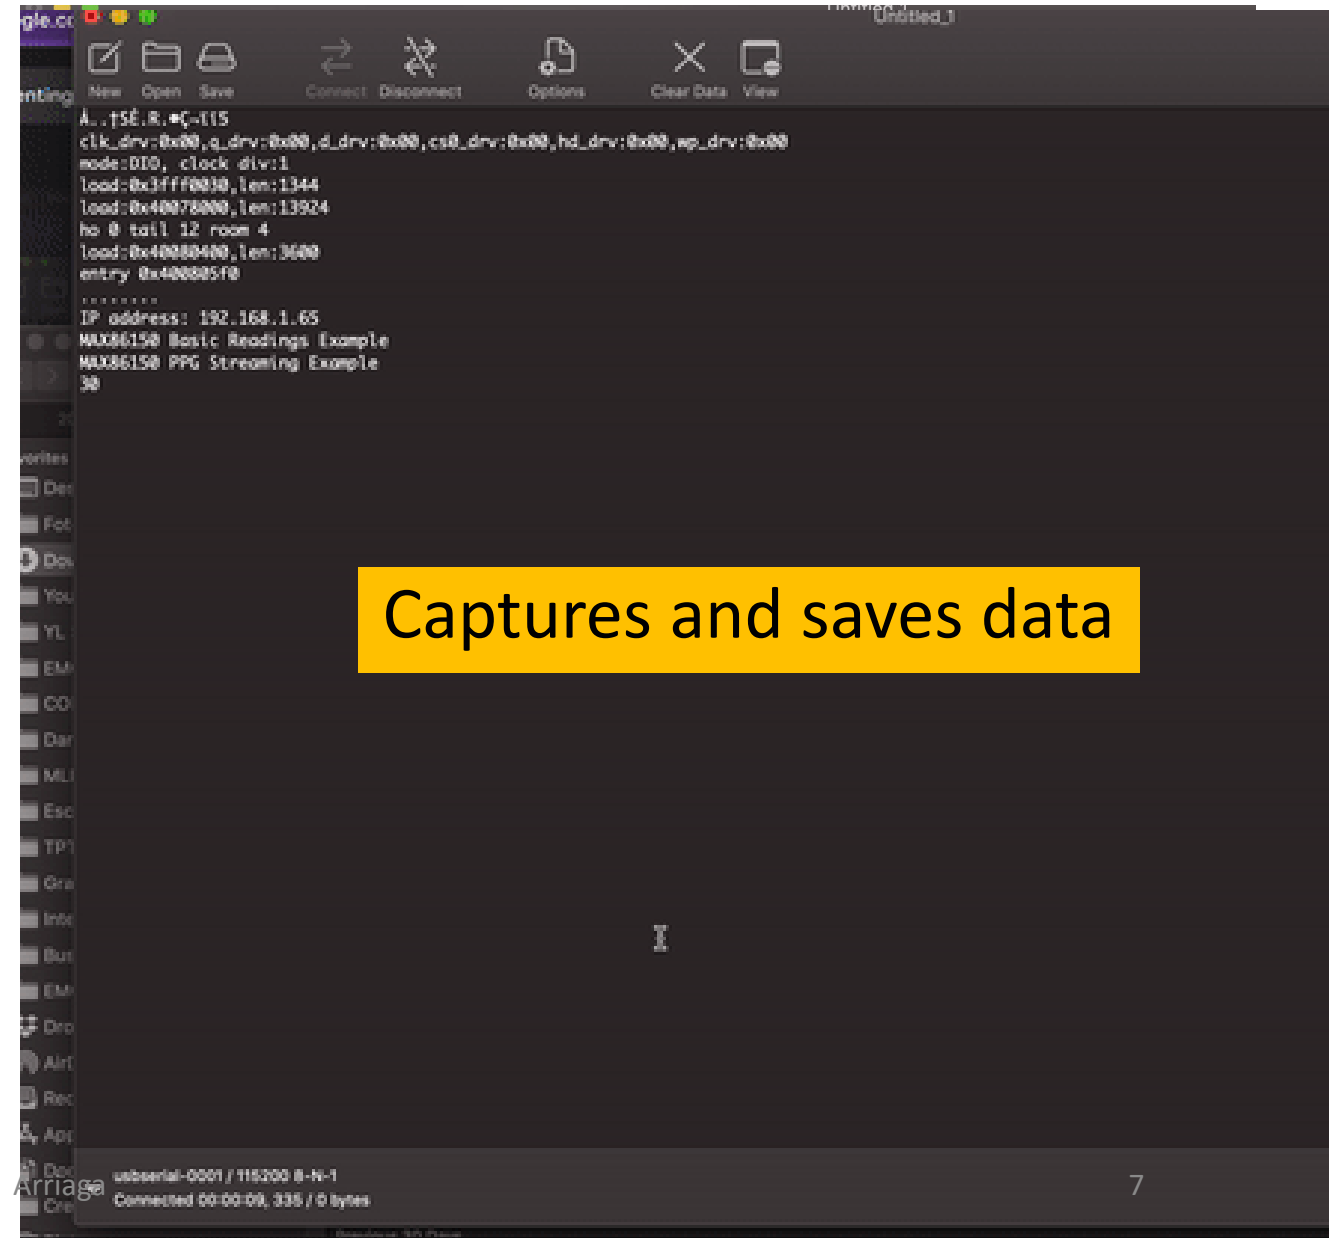 Untitled_1
New Open Save Connect Disconnect Options Clear Data View
clk_drv:0x00,q_drv:0x00,d_drv:0x00,cs0_drv:0x00,hd_drv:0x00,wp_drv:0x00
mode:DIO, clock div:1
load:0x3fff0030,len:1344
load:0x40078000,len:13924
ho 0 tail 12 room 4
load:0x40080400,len:3600
entry 0x400805f0
........
IP address: 192.168.1.65
MAX86150 Basic Readings Example
MAX86150 PPG Streaming Example
30
Captures and saves data
usbserial-0001 / 115200 8-N-1
Connected 00:00:09, 335 / 0 bytes
Arriaga
7